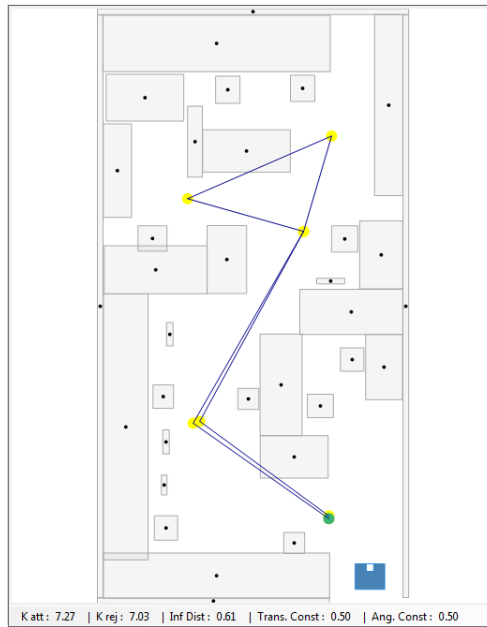 K att : 7.27 | K rej : 7.03 | Inf Dist : 0.61 | Trans. Const : 0.50 | Ang. Const : 0.50